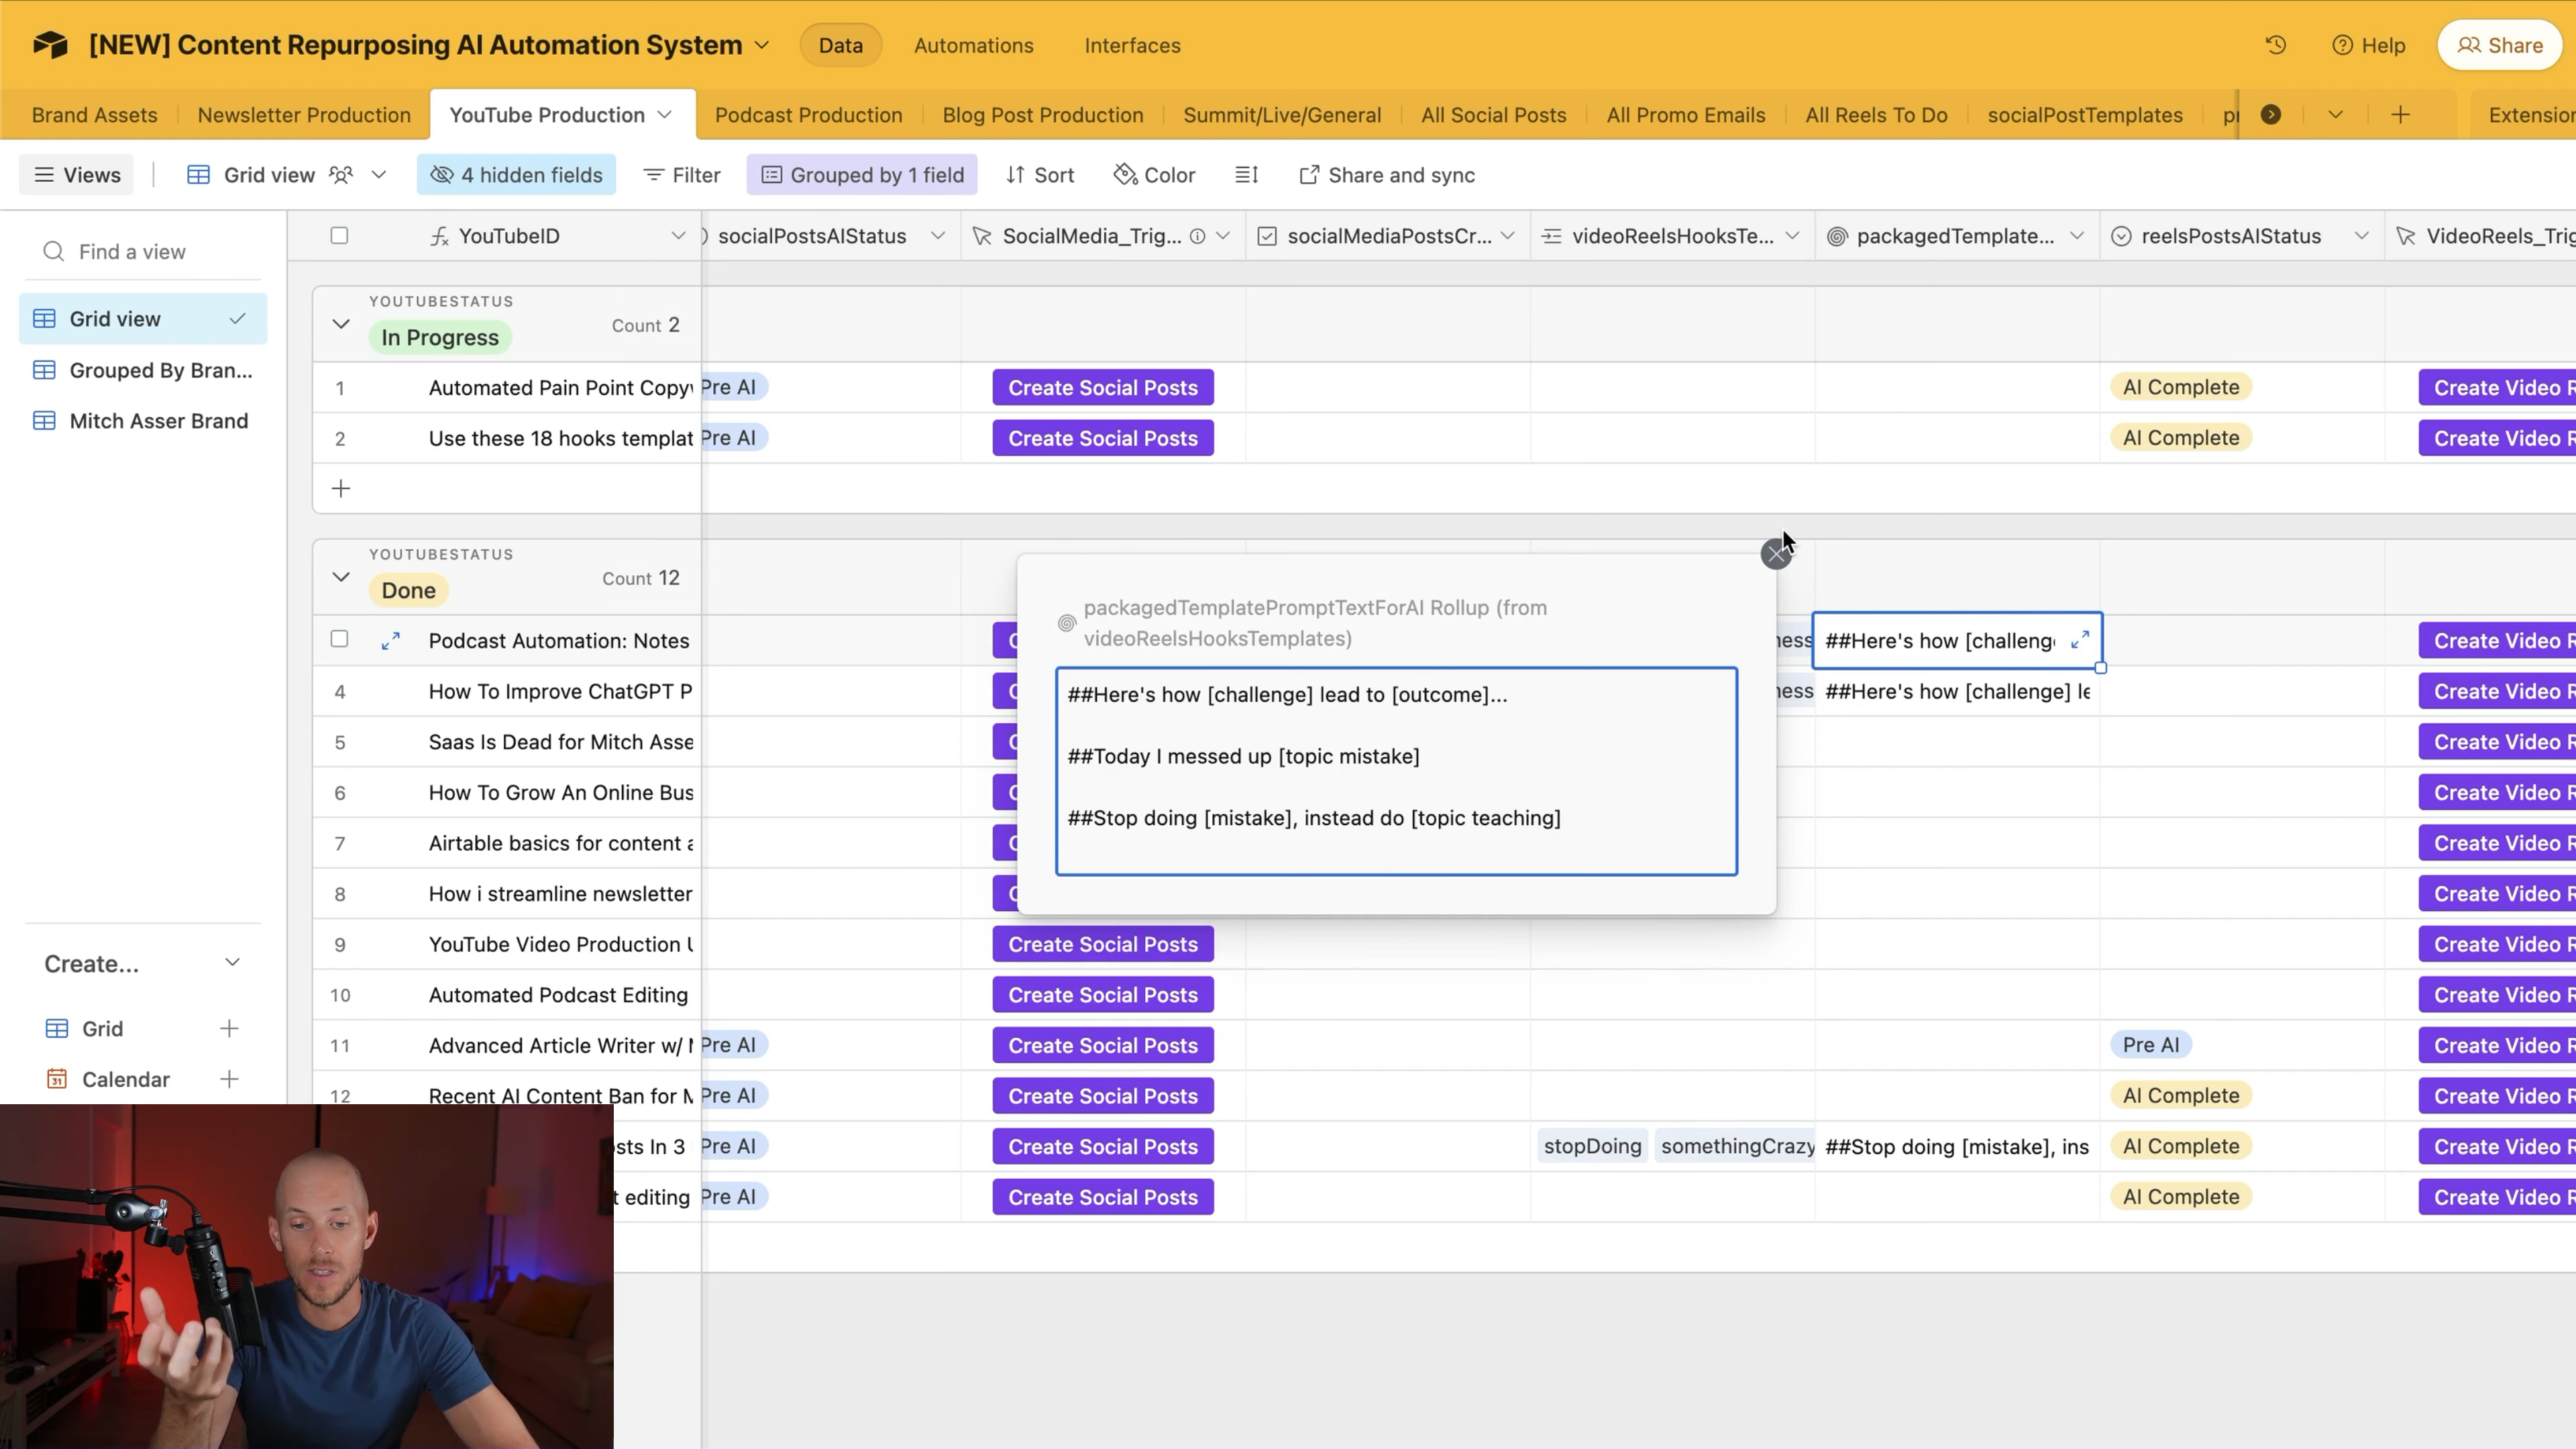 [NEW] Content Repurposing AI Automation System
Data
Automations
Interfaces
Help
Share
Brand Assets
Newsletter Production
YouTube Production
Podcast Production
Blog Post Production
Summit/Live/General
All Social Posts
All Promo Emails
All Reels To Do
socialPostTemplates
Views
Grid view
4 hidden fields
Filter
Grouped by 1 field
Sort
Color
Share and sync
Find a view
Grid view
Grouped By Bran...
Mitch Asser Brand
Create...
Grid
Calendar
YouTubeID
socialPostsAIStatus
SocialMedia_Trig...
socialMediaPostsCr...
videoReelsHooksTe...
packagedTemplate...
reelsPostsAIStatus
YOUTUBESTATUS
In Progress
Count 2
1 Automated Pain Point Pre AI Create Social Posts AI Complete Create Video
2 Use these 18 hooks Pre AI Create Social Posts AI Complete Create Video
YOUTUBESTATUS
Done
Count 12
Podcast Automation: Notes ##Here's how Create Video
4 How To Improve ChatGPT ##Here's how [challenge] Create Video
5 Saas Is Dead for Mitch Create Video
6 How To Grow An Online Create Video
7 Airtable basics for content Create Video
8 How i streamline newsletter Create Video
9 YouTube Video Production Create Social Posts Create Video
10 Automated Podcast Editing Create Social Posts Create Video
11 Advanced Article Writer w/ Pre AI Create Social Posts Pre AI Create Video
12 Recent AI Content Ban for Pre AI Create Social Posts AI Complete Create Video
In 3 Pre AI Create Social Posts stopDoing somethingCrazy ##Stop doing [mistake], AI Complete Create Video
editing Pre AI Create Social Posts AI Complete Create Video
packagedTemplatePromptTextForAI Rollup (from
videoReelsHooksTemplates)
##Here's how [challenge] lead to [outcome]...
##Today I messed up [topic mistake]
##Stop doing [mistake], instead do [topic teaching]